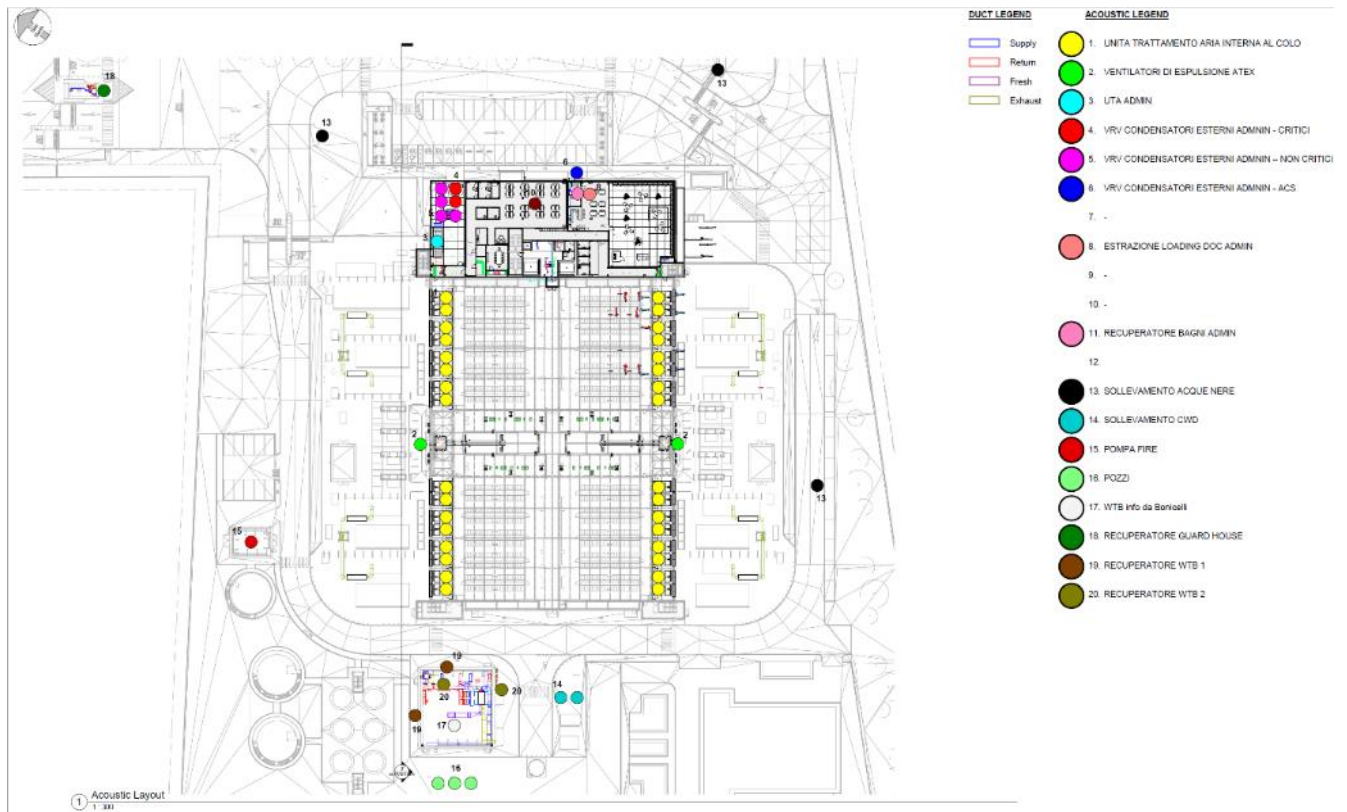 DUCT LEGEND
Supply
Return
Fresh
Exhaust
ACOUSTIC LEGEND
1. UNITA TRATTAMENTO ARIA INTERNA AL COLO
2. VENTILATORI DI ESPULSIONE ATEX
3. UTA ADMIN
4. VRV CONDENSATORI ESTERNI ADMNIN - CRITICI
5. VRV CONDENSATORI ESTERNI ADMNIN – NON CRITICI
6. VRV CONDENSATORI ESTERNI ADMNIN - ACS
7. -
8. ESTRAZIONE LOADING DOC ADMIN
9. -
10. -
11. RECUPERATORE BAGNI ADMIN
12.
13. SOLLEVAMENTO ACQUE NERE
14. SOLLEVAMENTO CWD
15. POMPA FIRE
16. POZZI
17. WTB info da Bonicelli
18. RECUPERATORE GUARD HOUSE
19. RECUPERATORE WTB 1
20. RECUPERATORE WTB 2
18
13
13
6
4
5
3
2
2
13
15
19
20
20
14
19
17
16
1 Acoustic Layout
1 : 300